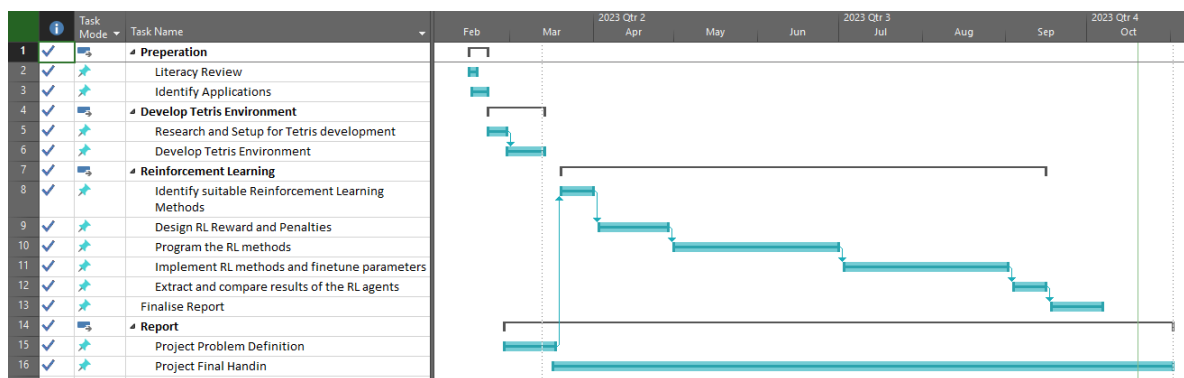 Task Mode Task Name 2023 Qtr 2 2023 Qtr 3 2023 Qtr 4
Feb Mar Apr May Jun Jul Aug Sep Oct
1 Preperation
2 Literacy Review
3 Identify Applications
4 Develop Tetris Environment
5 Research and Setup for Tetris development
6 Develop Tetris Environment
7 Reinforcement Learning
8 Identify suitable Reinforcement Learning
Methods
9 Design RL Reward and Penalties
10 Program the RL methods
11 Implement RL methods and finetune parameters
12 Extract and compare results of the RL agents
13 Finalise Report
14 Report
15 Project Problem Definition
16 Project Final Handin